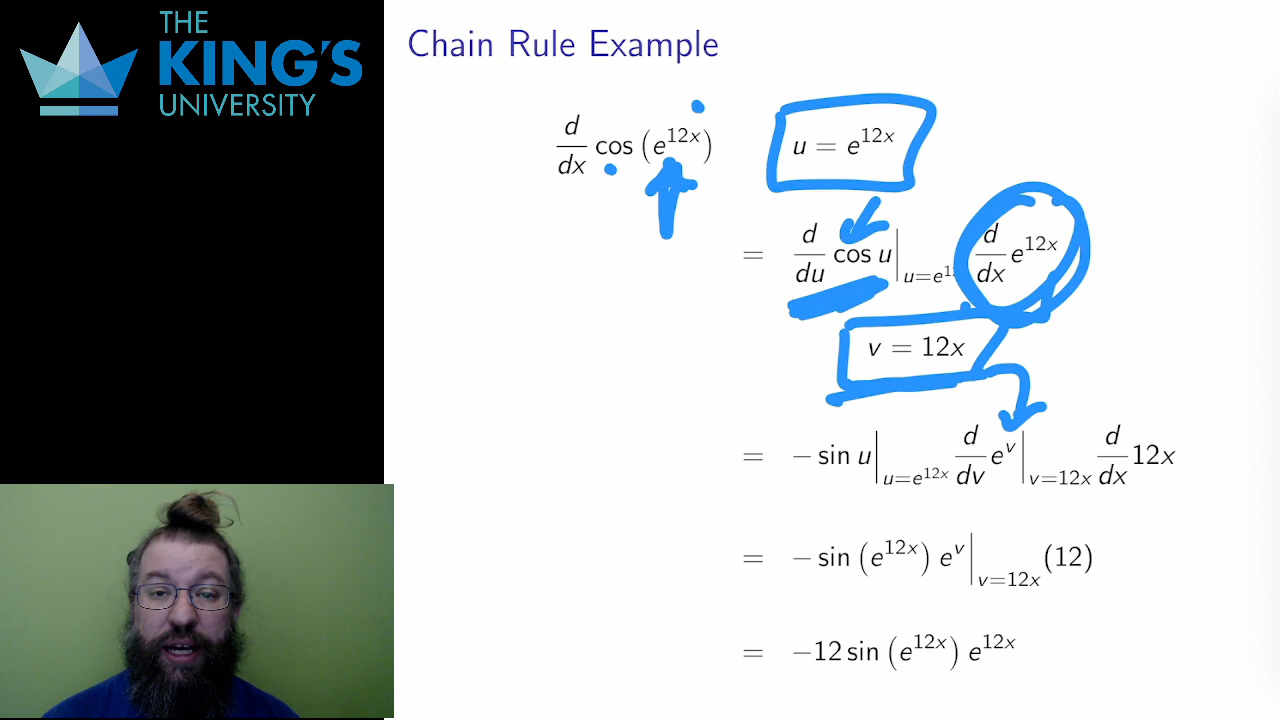 THE
KING'S
UNIVERSITY
Chain Rule Example
d/dx cos (e^{12x}) u = e^{12x}
= d/du cos u|_{u=e^{12}} d/dx e^{12x}
v = 12x
= − sin u|_{u=e^{12x}} d/dv e^v|_{v=12x} d/dx 12x
= − sin (e^{12x}) e^v|_{v=12x} (12)
= −12 sin (e^{12x}) e^{12x}